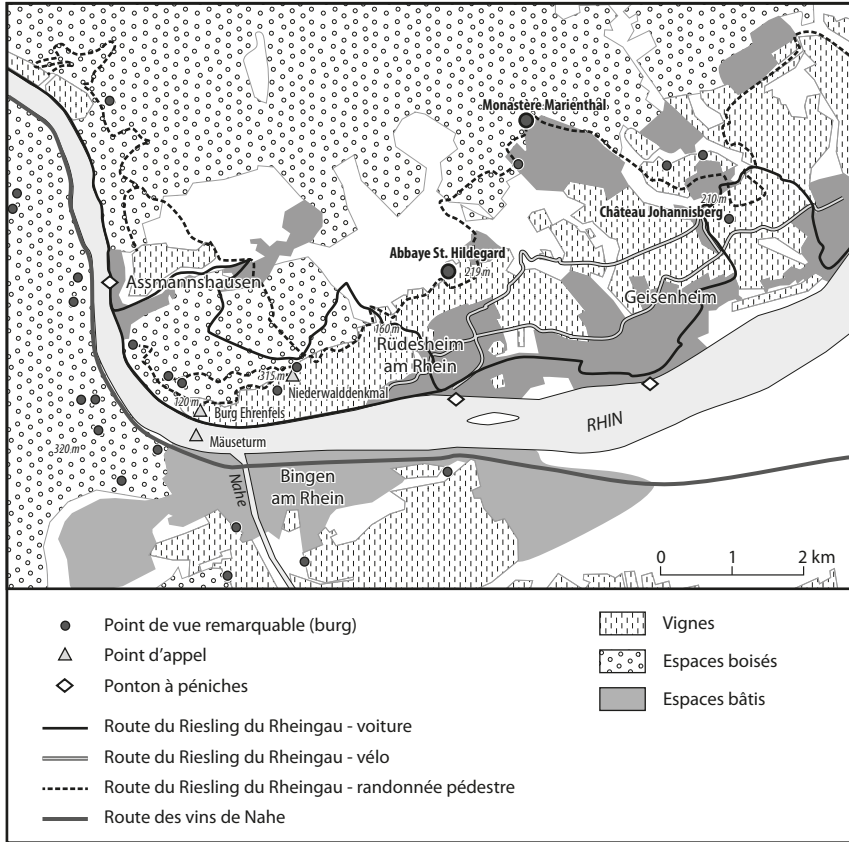 Monastère Marienthal
210 m
Château Johannisberg
Abbaye St. Hildegard
219 m
Assmannshausen
Geisenheim
160 m
Rüdesheim
am Rhein
315 m
Niederwalddenkmal
120 m
Burg Ehrenfels
RHIN
Mäuseturm
320 m
Bingen
am Rhein
Nahe
0 1 2 km
Point de vue remarquable (burg)
Point d'appel
Ponton à péniches
Route du Riesling du Rheingau - voiture
Route du Riesling du Rheingau - vélo
Route du Riesling du Rheingau - randonnée pédestre
Route des vins de Nahe
Vignes
Espaces boisés
Espaces bâtis